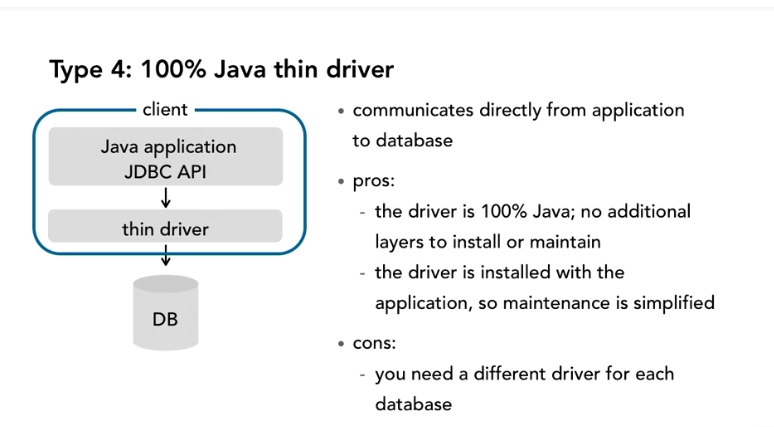 Type 4: 100% Java thin driver
client
Java application
JDBC API
thin driver
DB
• communicates directly from application
to database
• pros:
- the driver is 100% Java; no additional
layers to install or maintain
- the driver is installed with the
application, so maintenance is simplified
• cons:
- you need a different driver for each
database